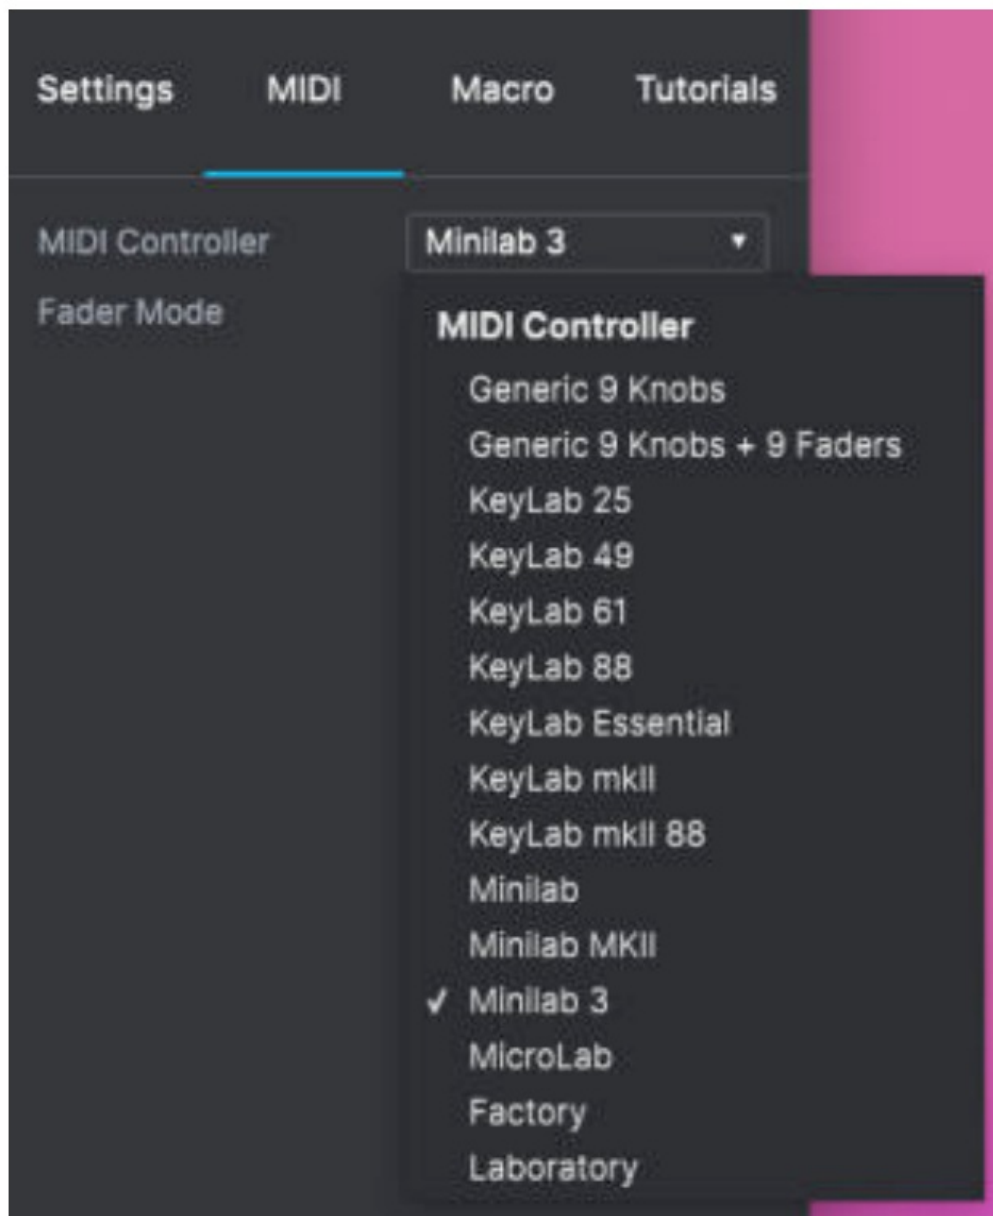 Settings MIDI Macro Tutorials
MIDI Controller Minilab 3
Fader Mode
MIDI Controller
Generic 9 Knobs
Generic 9 Knobs + 9 Faders
KeyLab 25
KeyLab 49
KeyLab 61
KeyLab 88
KeyLab Essential
KeyLab mkII
KeyLab mkII 88
Minilab
Minilab MKII
✓ Minilab 3
MicroLab
Factory
Laboratory